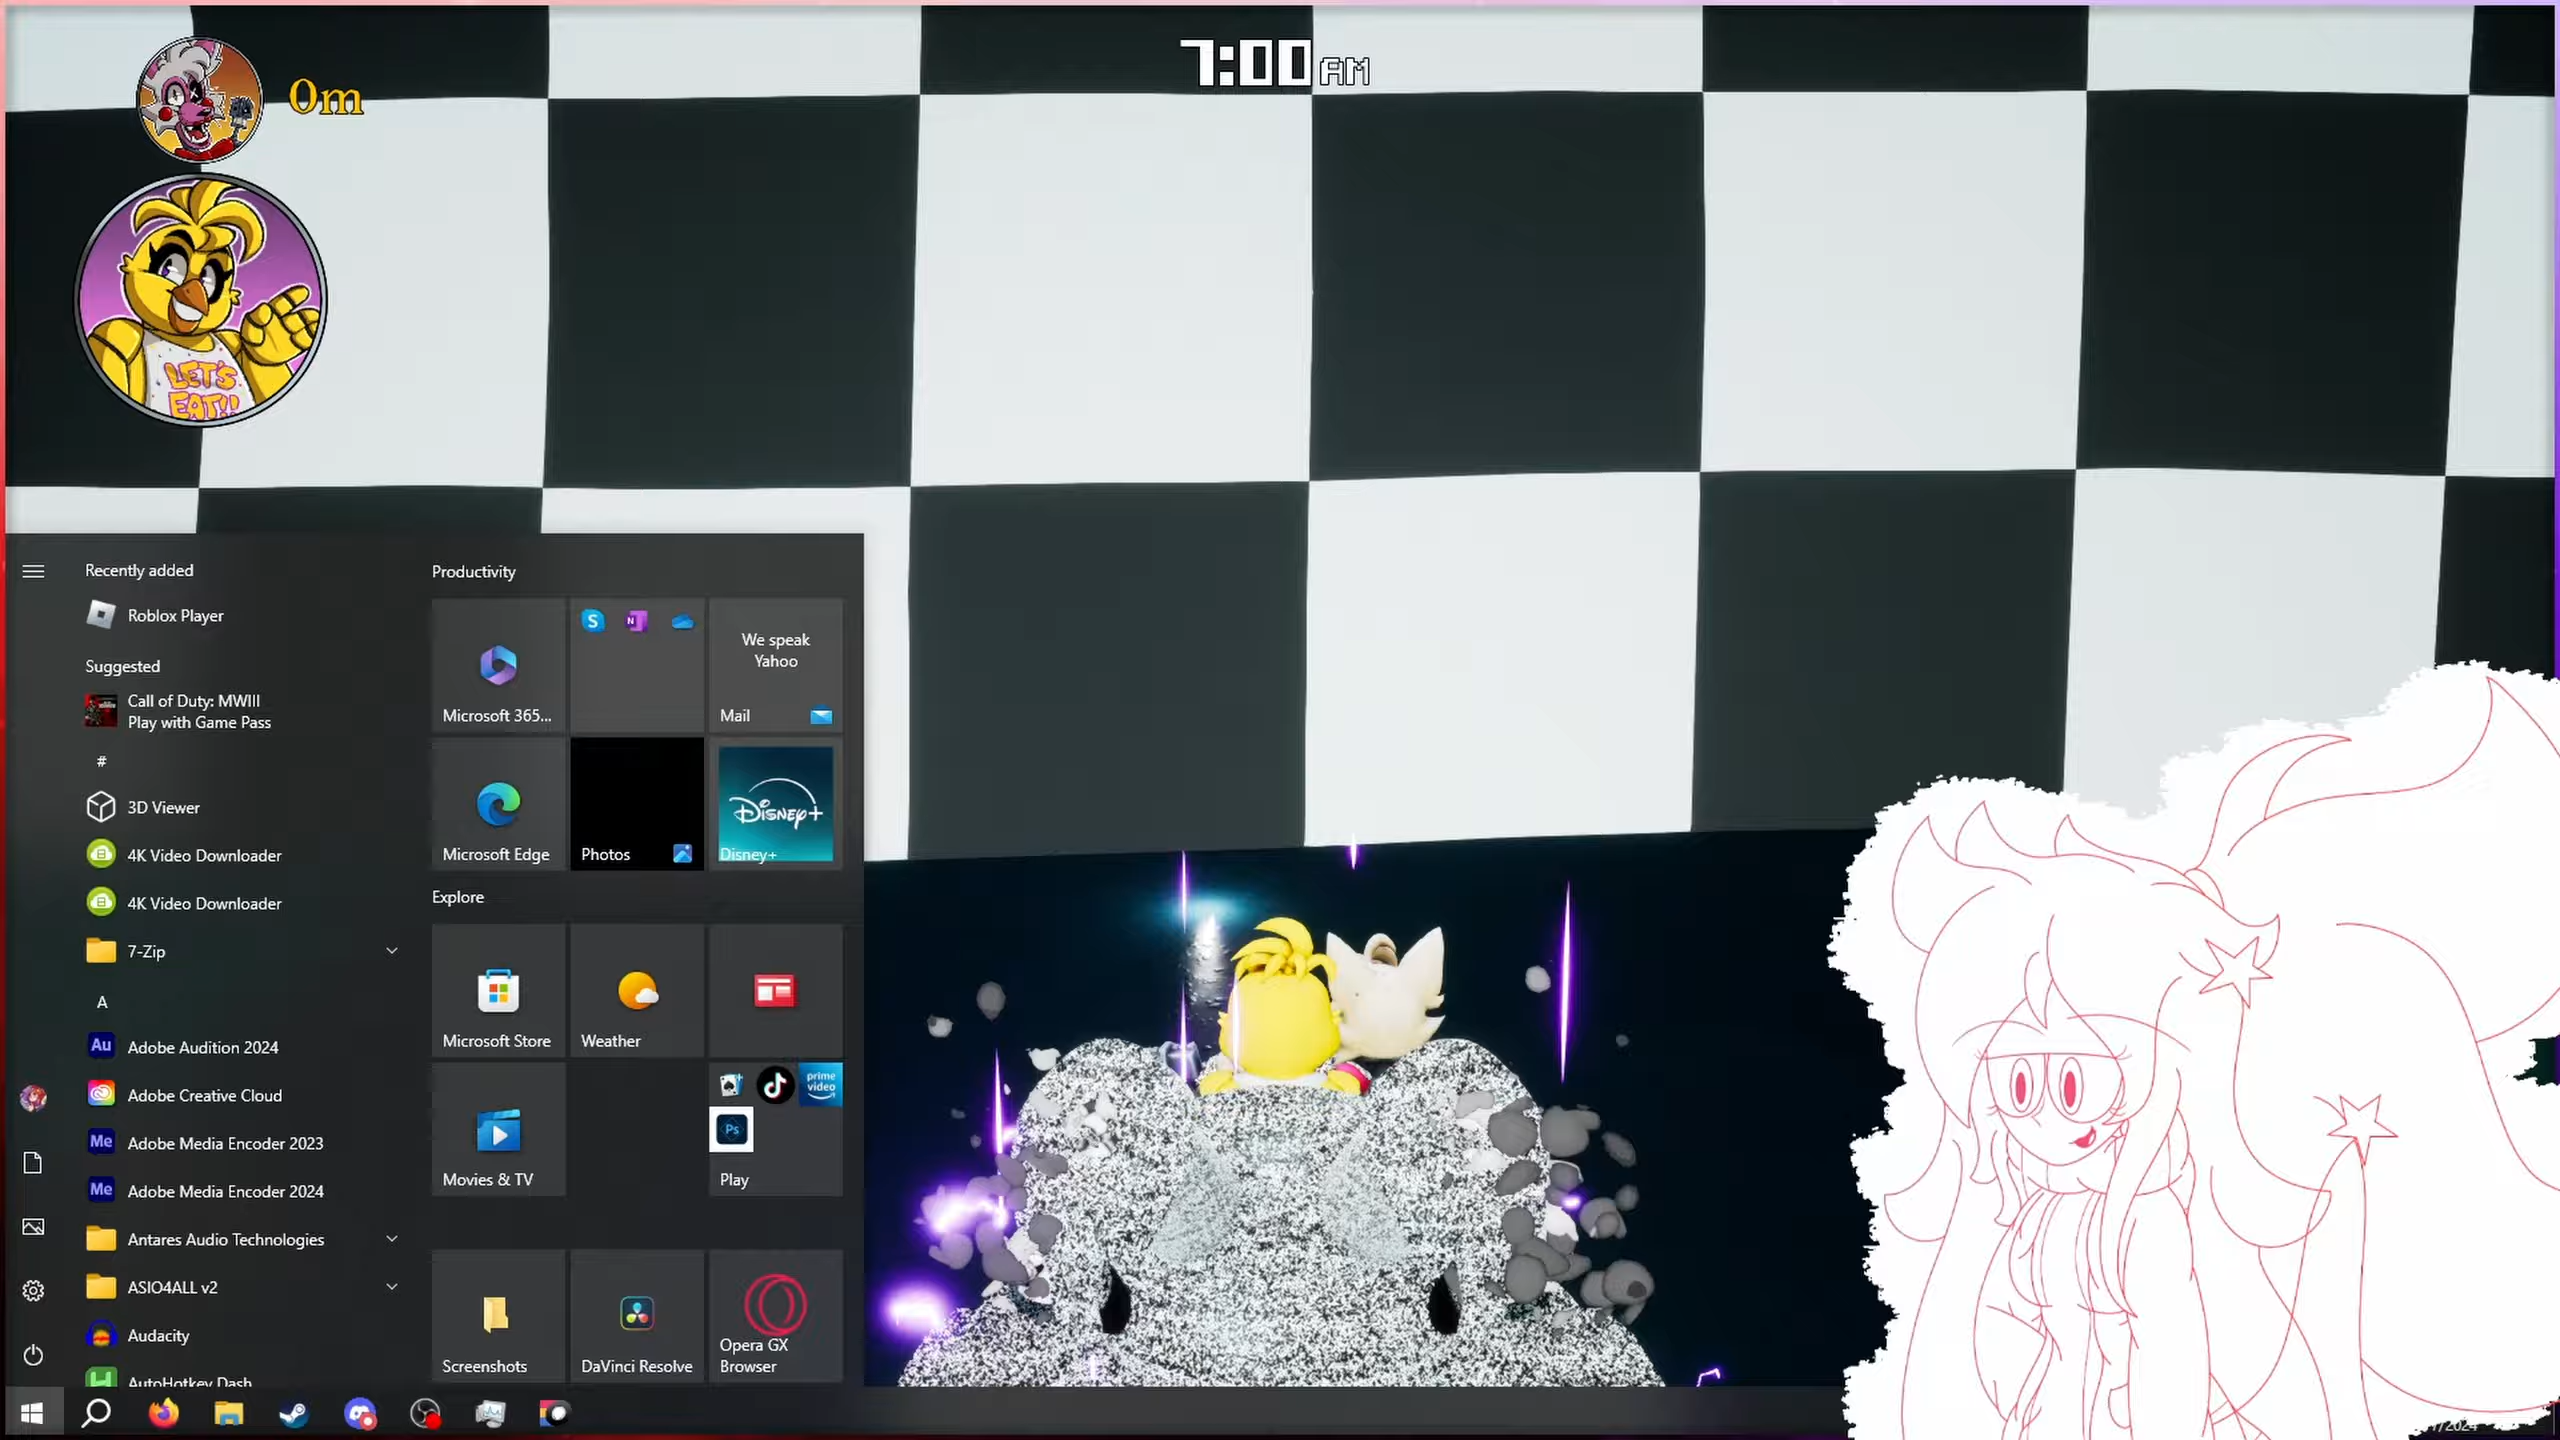 7:00 AM
0m
LET'S
EAT!!
Recently added
Roblox Player
Suggested
Call of Duty: MWIII
Play with Game Pass
#
3D Viewer
4K Video Downloader
4K Video Downloader
7-Zip
A
Au Adobe Audition 2024
Adobe Creative Cloud
Me Adobe Media Encoder 2023
Me Adobe Media Encoder 2024
Antares Audio Technologies
ASIO4ALL v2
Audacity
AutoHotkey Dash
Productivity
Microsoft 365...
S N
We speak
Yahoo
Mail
Microsoft Edge
Photos
Disney+
Disney+
Explore
Microsoft Store
Weather
Movies & TV
prime
video
Ps
Play
Screenshots
DaVinci Resolve
Opera GX
Browser